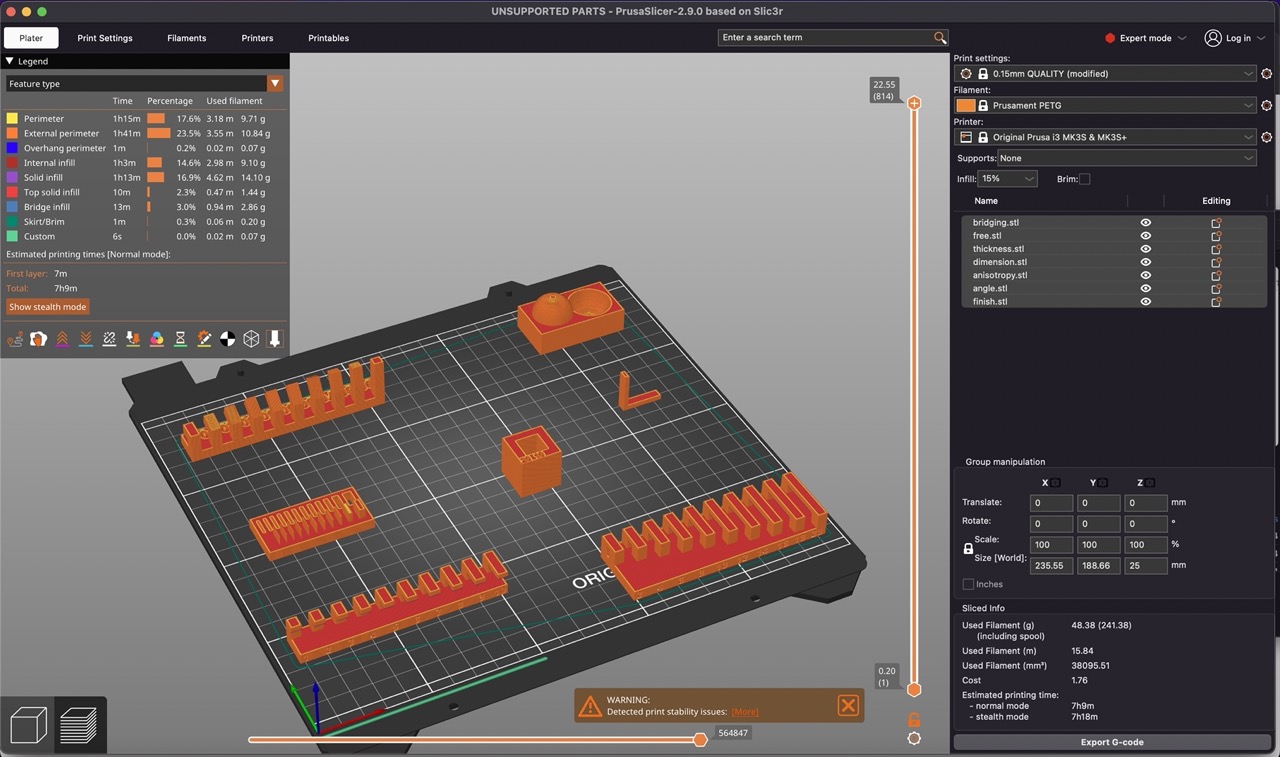 UNSUPPORTED PARTS - PrusaSlicer-2.9.0 based on Slic3r
Plater Print Settings Filaments Printers Printables Enter a search term Expert mode Log in
Legend
Feature type
Time Percentage Used filament
Perimeter 1h15m 17.6% 3.18 m 9.71 g
External perimeter 1h41m 23.5% 3.55 m 10.84 g
Overhang perimeter 1m 0.2% 0.02 m 0.07 g
Internal infill 1h3m 14.6% 2.98 m 9.10 g
Solid infill 1h13m 16.9% 4.62 m 14.10 g
Top solid infill 10m 2.3% 0.47 m 1.44 g
Bridge infill 13m 3.0% 0.94 m 2.86 g
Skirt/Brim 1m 0.3% 0.06 m 0.20 g
Custom 6s 0.0% 0.02 m 0.07 g
Estimated printing times [Normal mode]:
First layer: 7m
Total: 7h9m
Show stealth mode
22.55
(814)
ORIG
0.20
(1)
WARNING:
Detected print stability issues: [More]
564847
Print settings:
0.15mm QUALITY (modified)
Filament:
Prusament PETG
Printer:
Original Prusa i3 MK3S & MK3S+
Supports: None
Infill: 15% Brim:
Name Editing
bridging.stl
free.stl
thickness.stl
dimension.stl
anisotropy.stl
angle.stl
finish.stl
Group manipulation
X Y Z
Translate: 0 0 0 mm
Rotate: 0 0 0 °
Scale: 100 100 100 %
Size [World]: 235.55 188.66 25 mm
Inches
Sliced Info
Used Filament (g) 48.38 (241.38)
(including spool)
Used Filament (m) 15.84
Used Filament (mm³) 38095.51
Cost 1.76
Estimated printing time:
- normal mode 7h9m
- stealth mode 7h18m
Export G-code